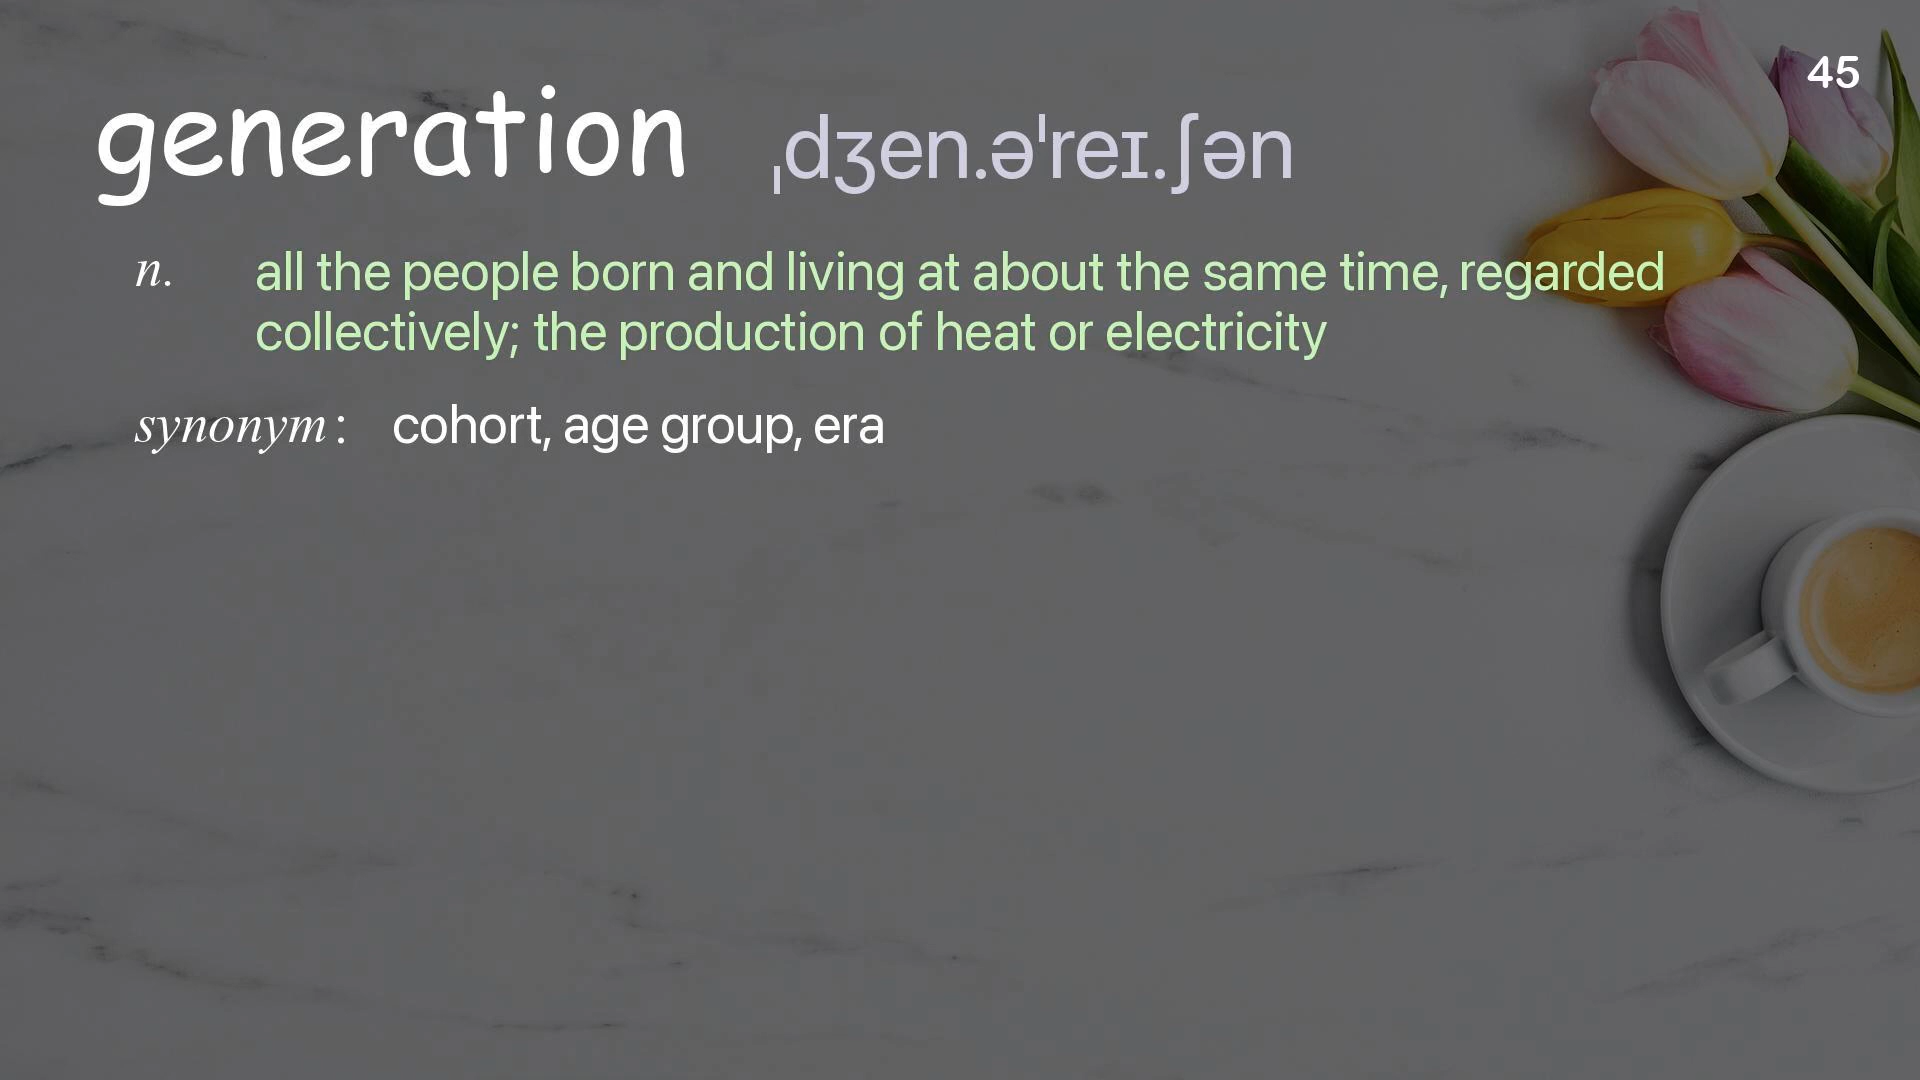 45
generation ˌdʒen.əˈreɪ.ʃən
n. all the people born and living at about the same time, regarded
collectively; the production of heat or electricity
synonym: cohort, age group, era